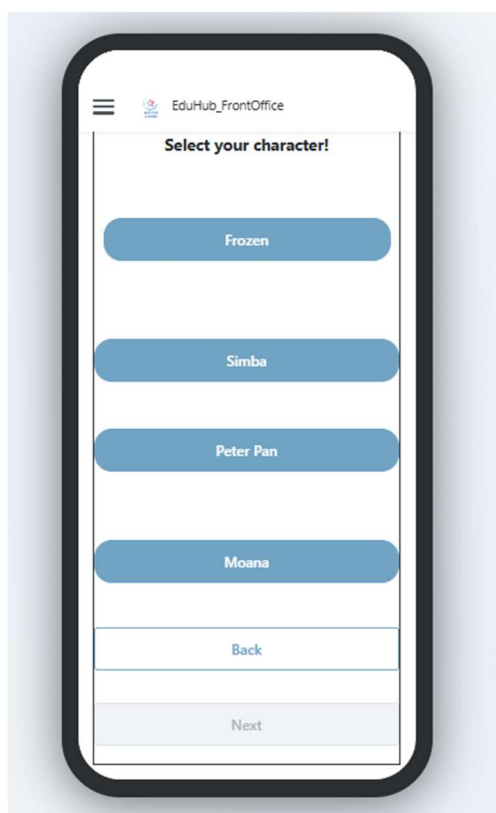 EduHub_FrontOffice
Select your character!
Frozen
Simba
Peter Pan
Moana
Back
Next